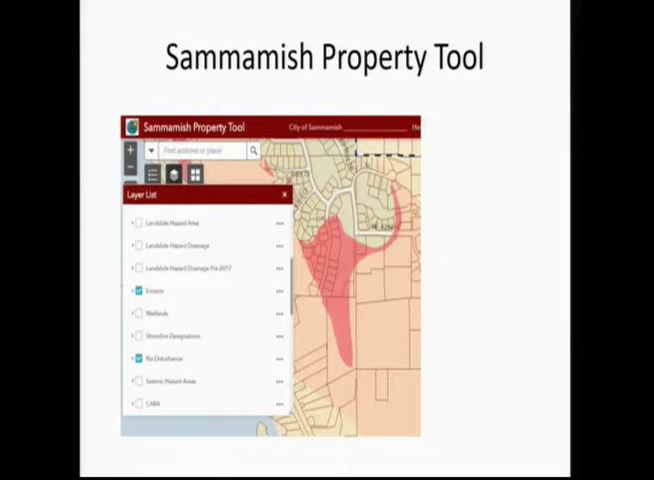 Sammamish Property Tool
Sammamish Property Tool
City of Sammamish
Find address or place
Layer List
Landslide Hazard Area
Landslide Hazard Drainage
Landslide Hazard Drainage Pre-2017
Erosion
Wetlands
Shoreline Designations
No Disturbance
Seismic Hazard Areas
CARA